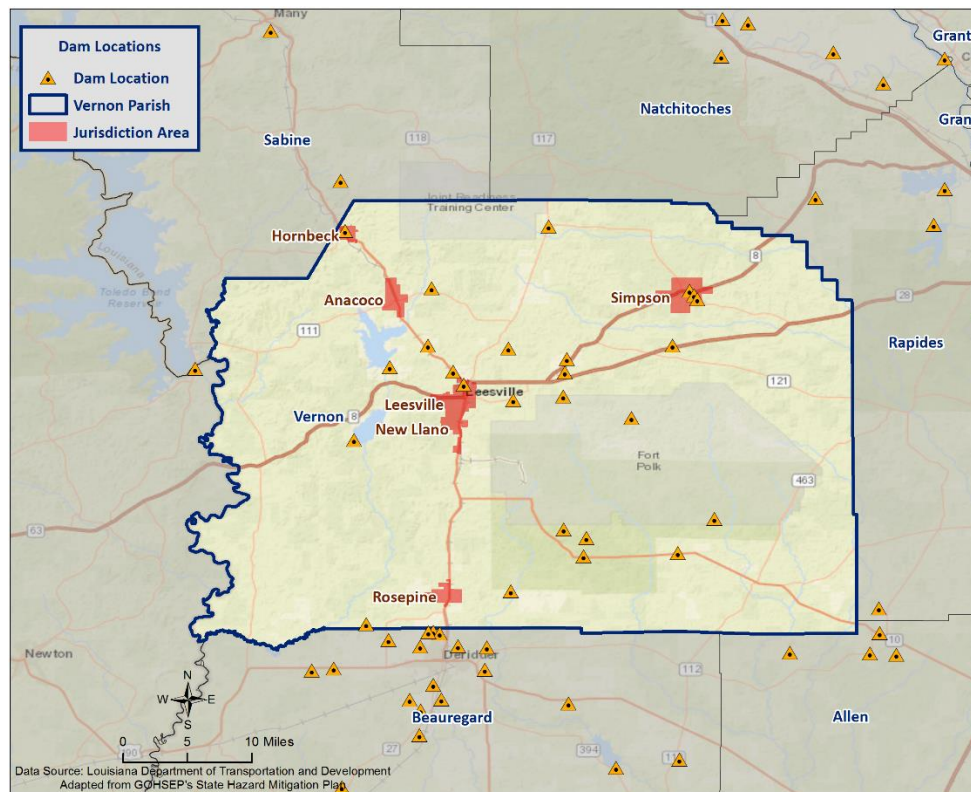 Dam Locations
Dam Location
Vernon Parish
Jurisdiction Area
Many
Grant
Natchitoches
Gran
Sabine
118
117
Joint Readiness
Training Center
Hornbeck
8
Anacoco
Simpson
28
Louisiana
Toledo Bend
Reservoir
111
Rapides
121
Leesville
Leesville
Vernon
8
New Llano
Fort
Polk
463
63
Rosepine
10
Newton
Deridder
112
N
W E
S
Beauregard
Allen
0 5 10 Miles
190
27
394
Data Source: Louisiana Department of Transportation and Development
Adapted from GOHSEP's State Hazard Mitigation Plan